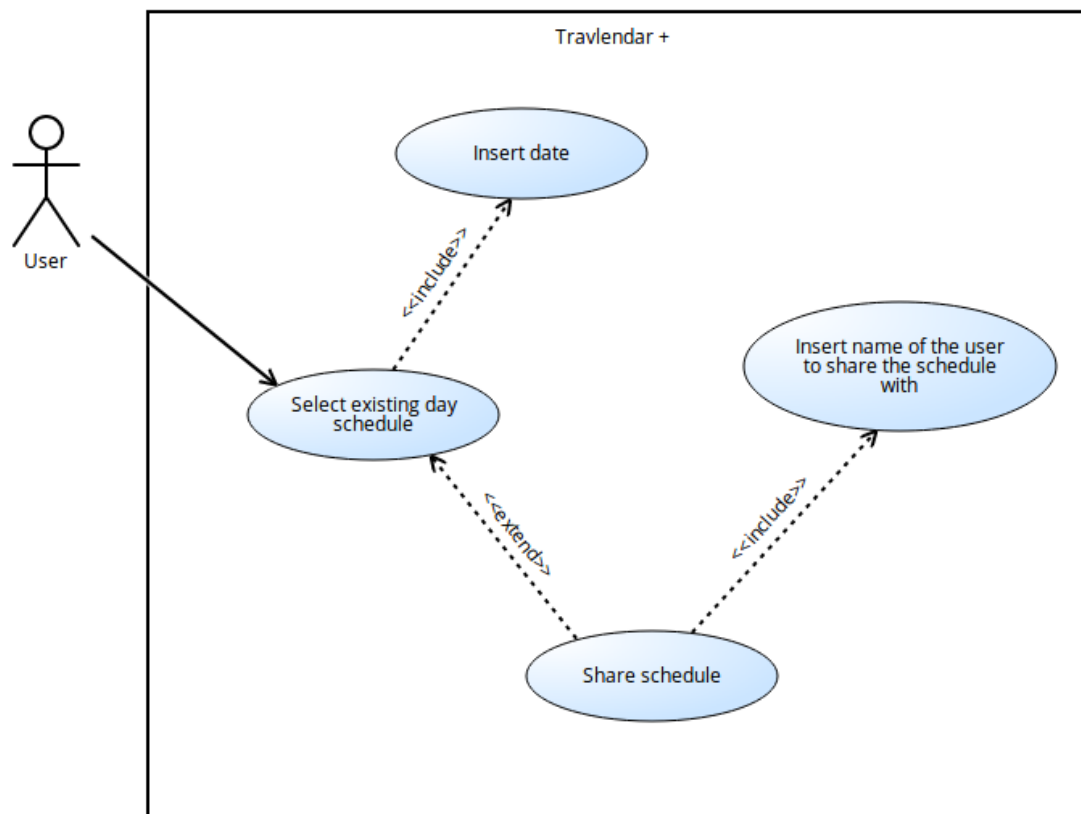 Travlendar +
User
Insert date
<<include>>
Select existing day
schedule
Insert name of the user
to share the schedule
with
<<extend>>
<<include>>
Share schedule